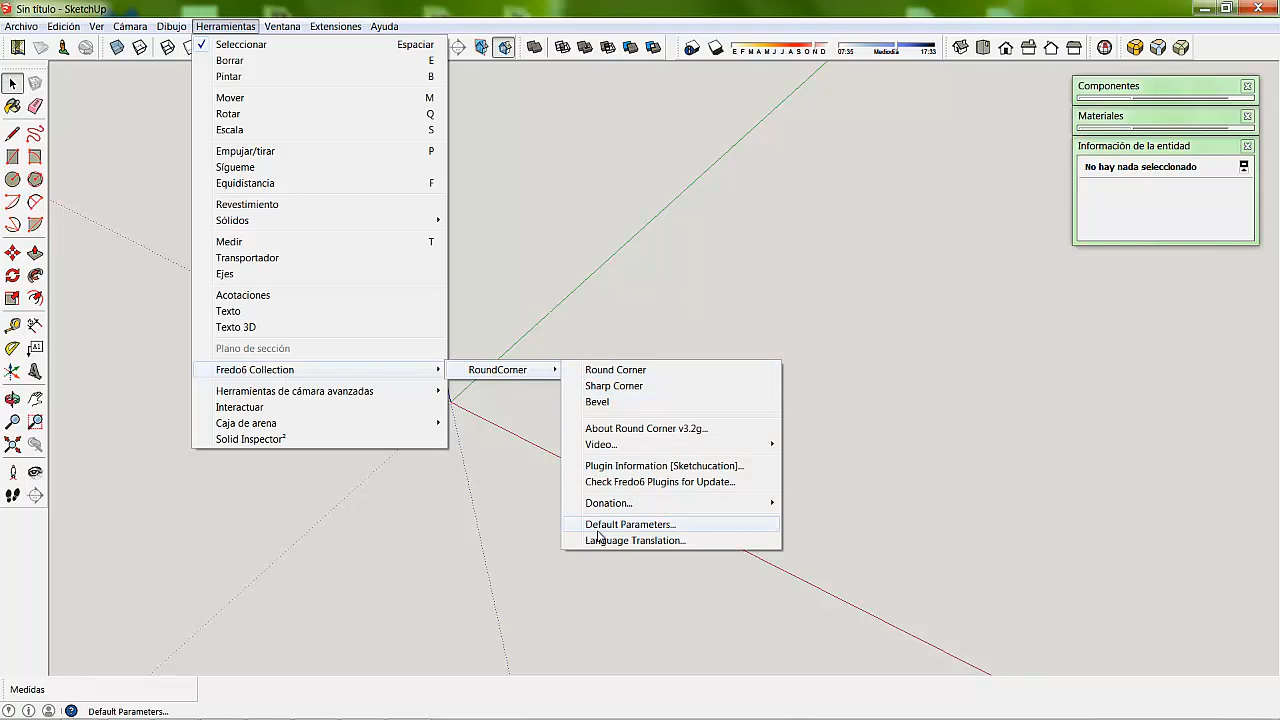 Sin título - SketchUp
Archivo Edición Ver Cámara Dibujo Herramientas Ventana Extensiones Ayuda
Seleccionar Espaciar
Borrar E
Pintar B
Mover M
Rotar Q
Escala S
Empujar/tirar P
Sígueme
Equidistancia F
Revestimiento
Sólidos
Medir T
Transportador
Ejes
Acotaciones
Texto
Texto 3D
Plano de sección
Fredo6 Collection
Herramientas de cámara avanzadas
Interactuar
Caja de arena
Solid Inspector²
RoundCorner
Round Corner
Sharp Corner
Bevel
About Round Corner v3.2g...
Video...
Plugin Information [Sketchucation]...
Check Fredo6 Plugins for Update...
Donation...
Default Parameters...
Language Translation...
E F M A M J J A S O N D
07:35 Mediodía 17:33
Componentes
Materiales
Información de la entidad
No hay nada seleccionado
A1
Medidas
Default Parameters...